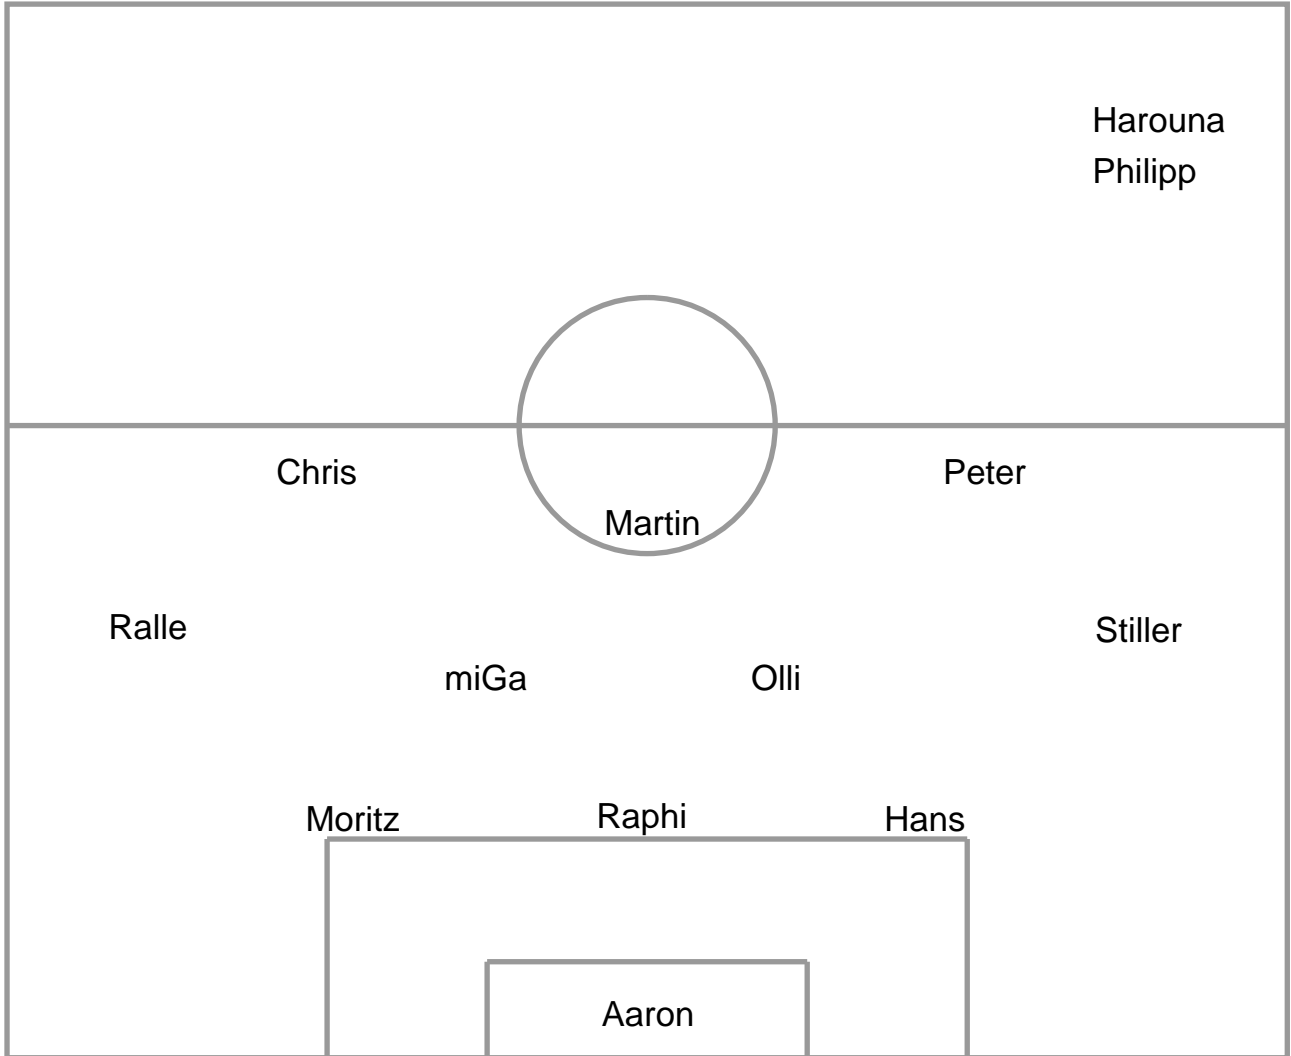 Harouna
Philipp
Chris
Peter
Martin
Ralle
Stiller
miGa
Olli
Moritz
Raphi
Hans
Aaron